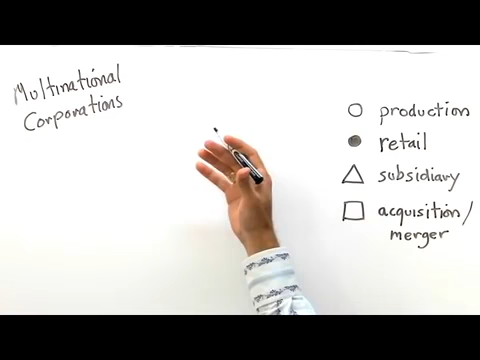 Multinational
Corporations
production
retail
subsidiary
acquisition/
merger